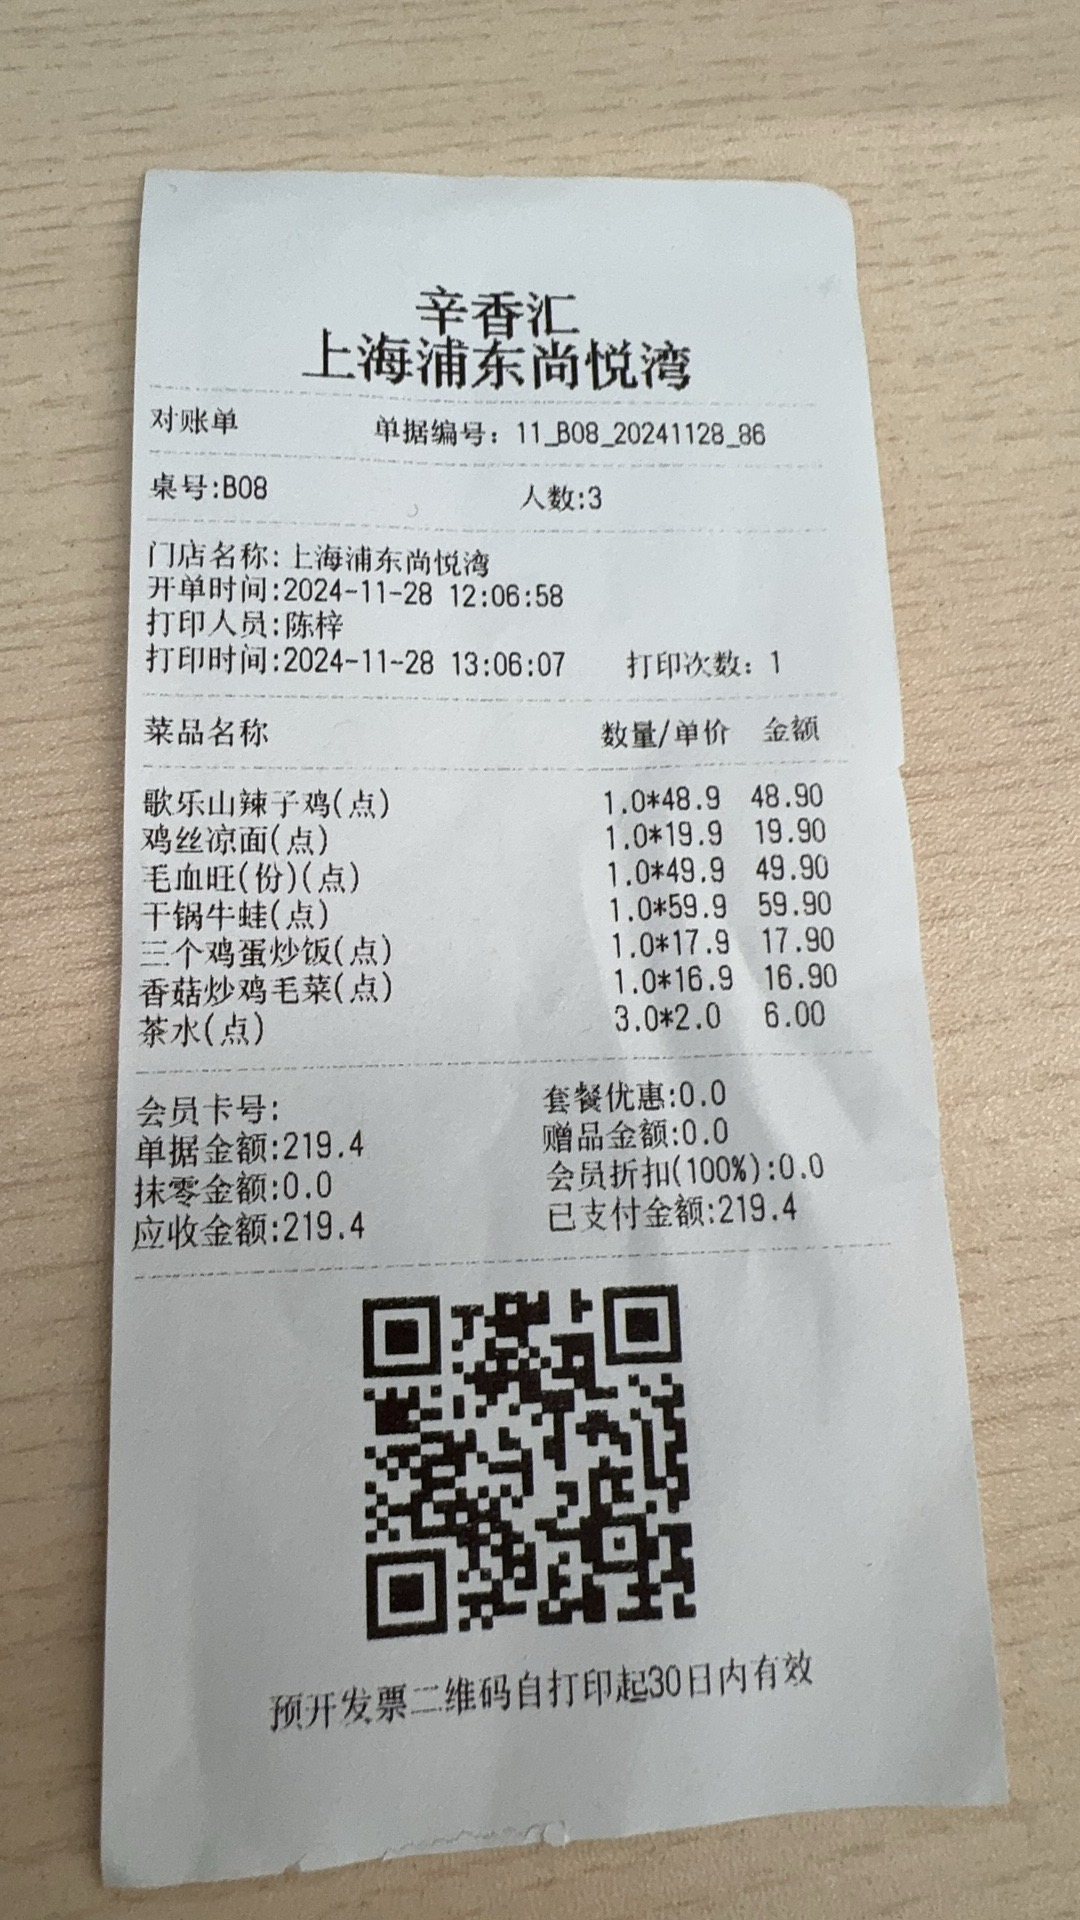 辛香汇
上海浦东尚悦湾
对账单 单据编号：11_B08_20241128_86
桌号:B08 人数:3
门店名称:上海浦东尚悦湾
开单时间:2024-11-28 12:06:58
打印人员:陈梓
打印时间:2024-11-28 13:06:07 打印次数：1
菜品名称 数量/单价 金额
歌乐山辣子鸡(点) 1.0*48.9 48.90
鸡丝凉面(点) 1.0*19.9 19.90
毛血旺(份)(点) 1.0*49.9 49.90
干锅牛蛙(点) 1.0*59.9 59.90
三个鸡蛋炒饭(点) 1.0*17.9 17.90
香菇炒鸡毛菜(点) 1.0*16.9 16.90
茶水(点) 3.0*2.0 6.00
会员卡号: 套餐优惠:0.0
单据金额:219.4 赠品金额:0.0
抹零金额:0.0 会员折扣(100%):0.0
应收金额:219.4 已支付金额:219.4
预开发票二维码自打印起30日内有效